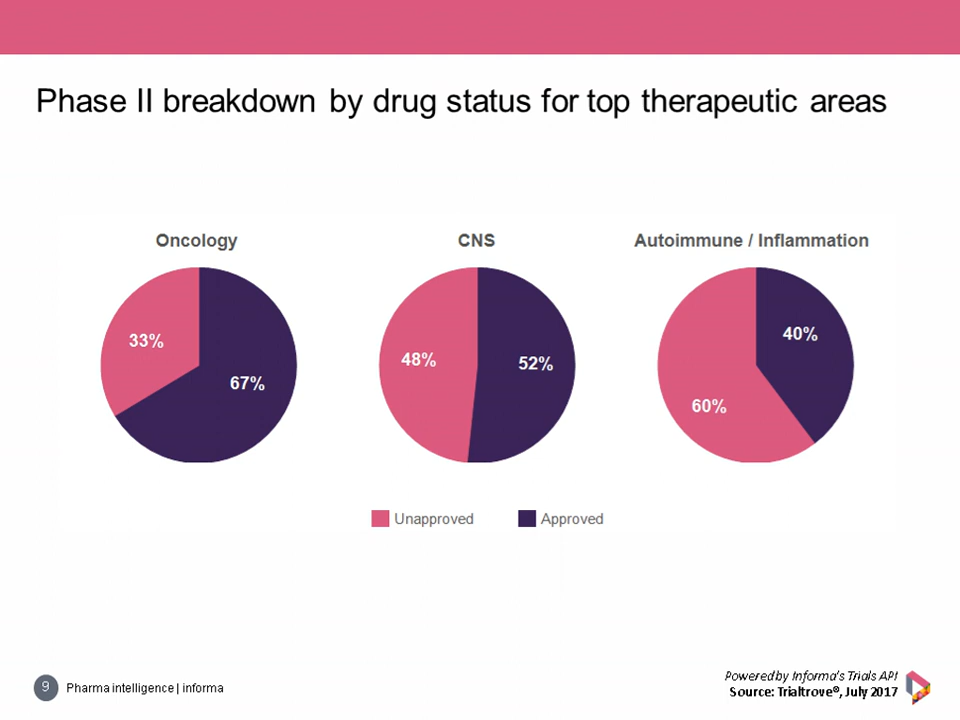 Phase II breakdown by drug status for top therapeutic areas
Oncology
CNS
Autoimmune / Inflammation
33%
67%
48%
52%
40%
60%
Unapproved
Approved
9
Pharma intelligence | informa
Powered by Informa's Trials API
Source: Trialtrove®, July 2017